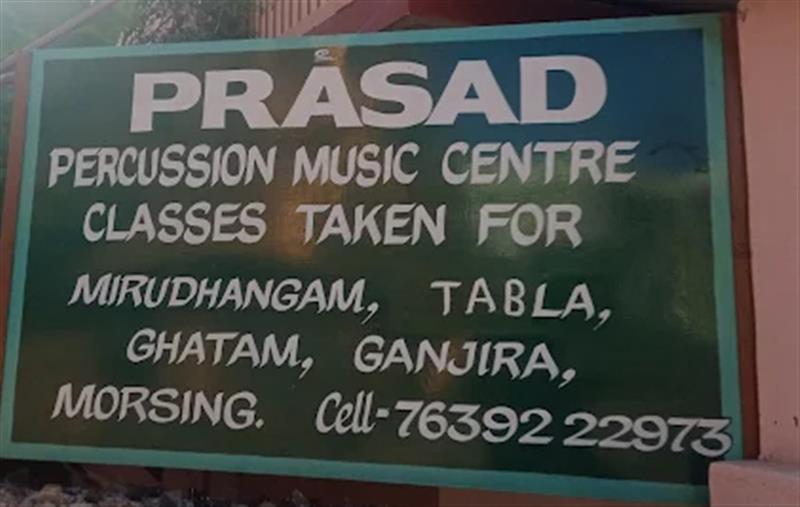 PRASAD
PERCUSSION MUSIC CENTRE
CLASSES TAKEN FOR
MIRUDHANGAM, TABLA,
GHATAM, GANJIRA,
MORSING. Cell-76392 22973